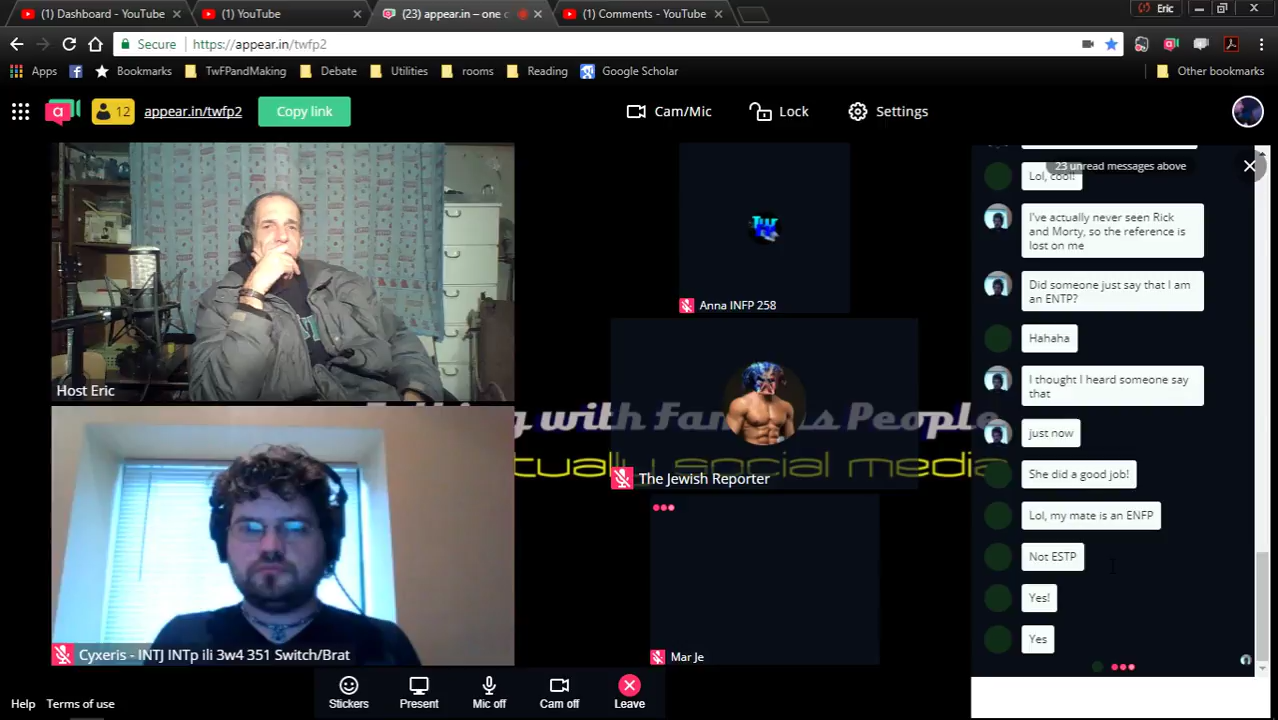 (1) Dashboard - YouTube
(1) YouTube
(23) appear.in – one c
(1) Comments - YouTube
Eric
Secure
https://appear.in/twfp2
Apps
Bookmarks
TwFPandMaking
Debate
Utilities
rooms
Reading
Google Scholar
Other bookmarks
a
12
appear.in/twfp2
Copy link
Cam/Mic
Lock
Settings
23 unread messages above
Lol, cool!
I've actually never seen Rick
and Morty, so the reference is
lost on me
Did someone just say that I am
an ENTP?
Hahaha
I thought I heard someone say
that
just now
She did a good job!
Lol, my mate is an ENFP
Not ESTP
Yes!
Yes
Anna INFP 258
Host Eric
with Fam s People
tually social media
The Jewish Reporter
Cyxeris - INTJ INTp ili 3w4 351 Switch/Brat
Mar Je
Help
Terms of use
Stickers
Present
Mic off
Cam off
Leave